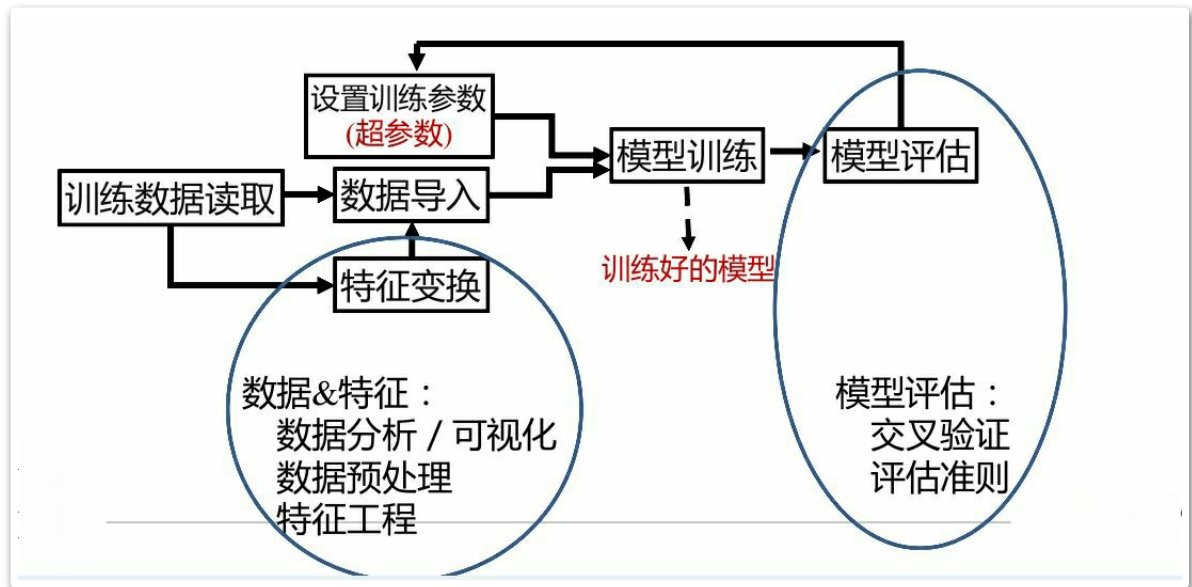 设置训练参数
(超参数)
模型训练
模型评估
训练数据读取
数据导入
特征变换
训练好的模型
数据&特征：
数据分析 / 可视化
数据预处理
特征工程
模型评估：
交叉验证
评估准则